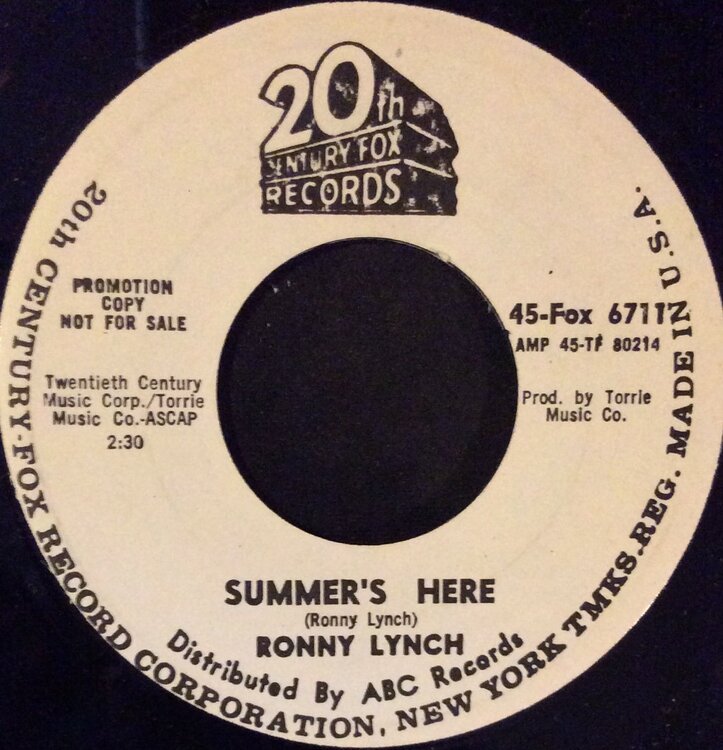 20th
CENTURY FOX
RECORDS
PROMOTION
COPY
NOT FOR SALE
Twentieth Century
Music Corp./Torrie
Music Co.-ASCAP
2:30
45-Fox 6711
AMP 45-TF 80214
Prod. by Torrie
Music Co.
SUMMER'S HERE
(Ronny Lynch)
RONNY LYNCH
Distributed By ABC Records
20th CENTURY-FOX RECORD CORPORATION, NEW YORK TMKS.REG. MADE IN U.S.A.